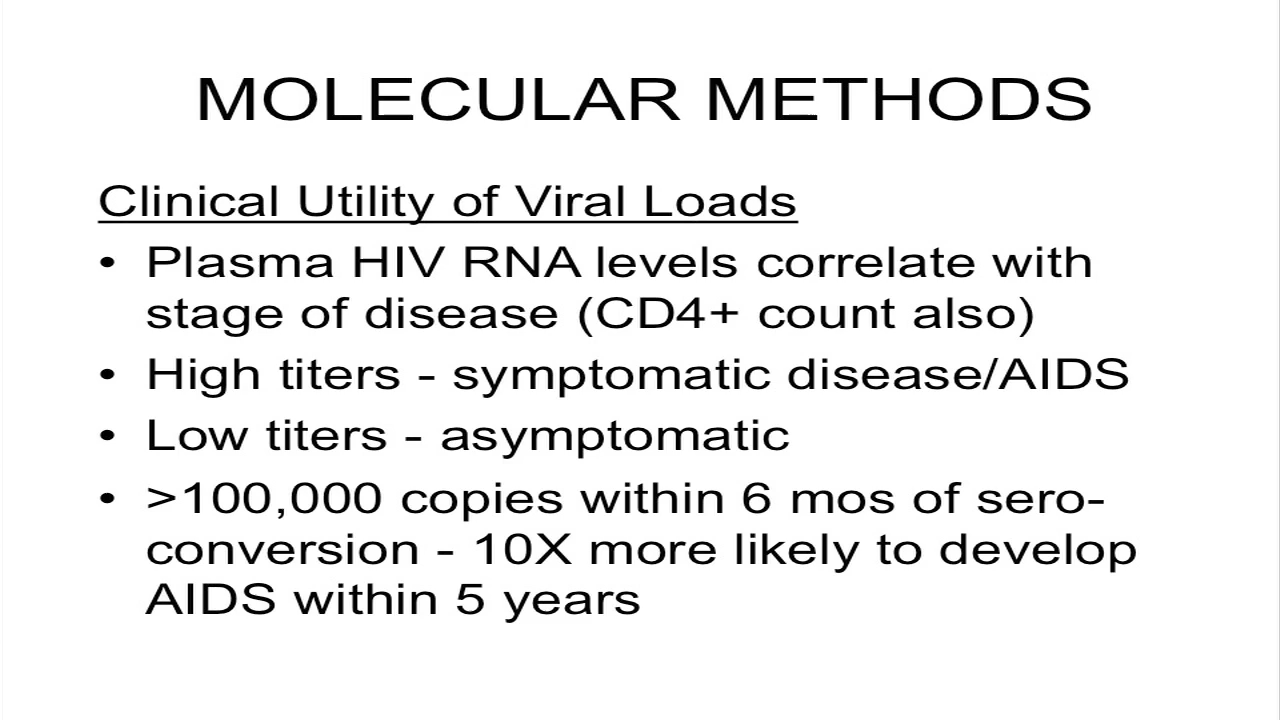 MOLECULAR METHODS
Clinical Utility of Viral Loads
• Plasma HIV RNA levels correlate with
stage of disease (CD4+ count also)
• High titers - symptomatic disease/AIDS
• Low titers - asymptomatic
• >100,000 copies within 6 mos of sero-
conversion - 10X more likely to develop
AIDS within 5 years